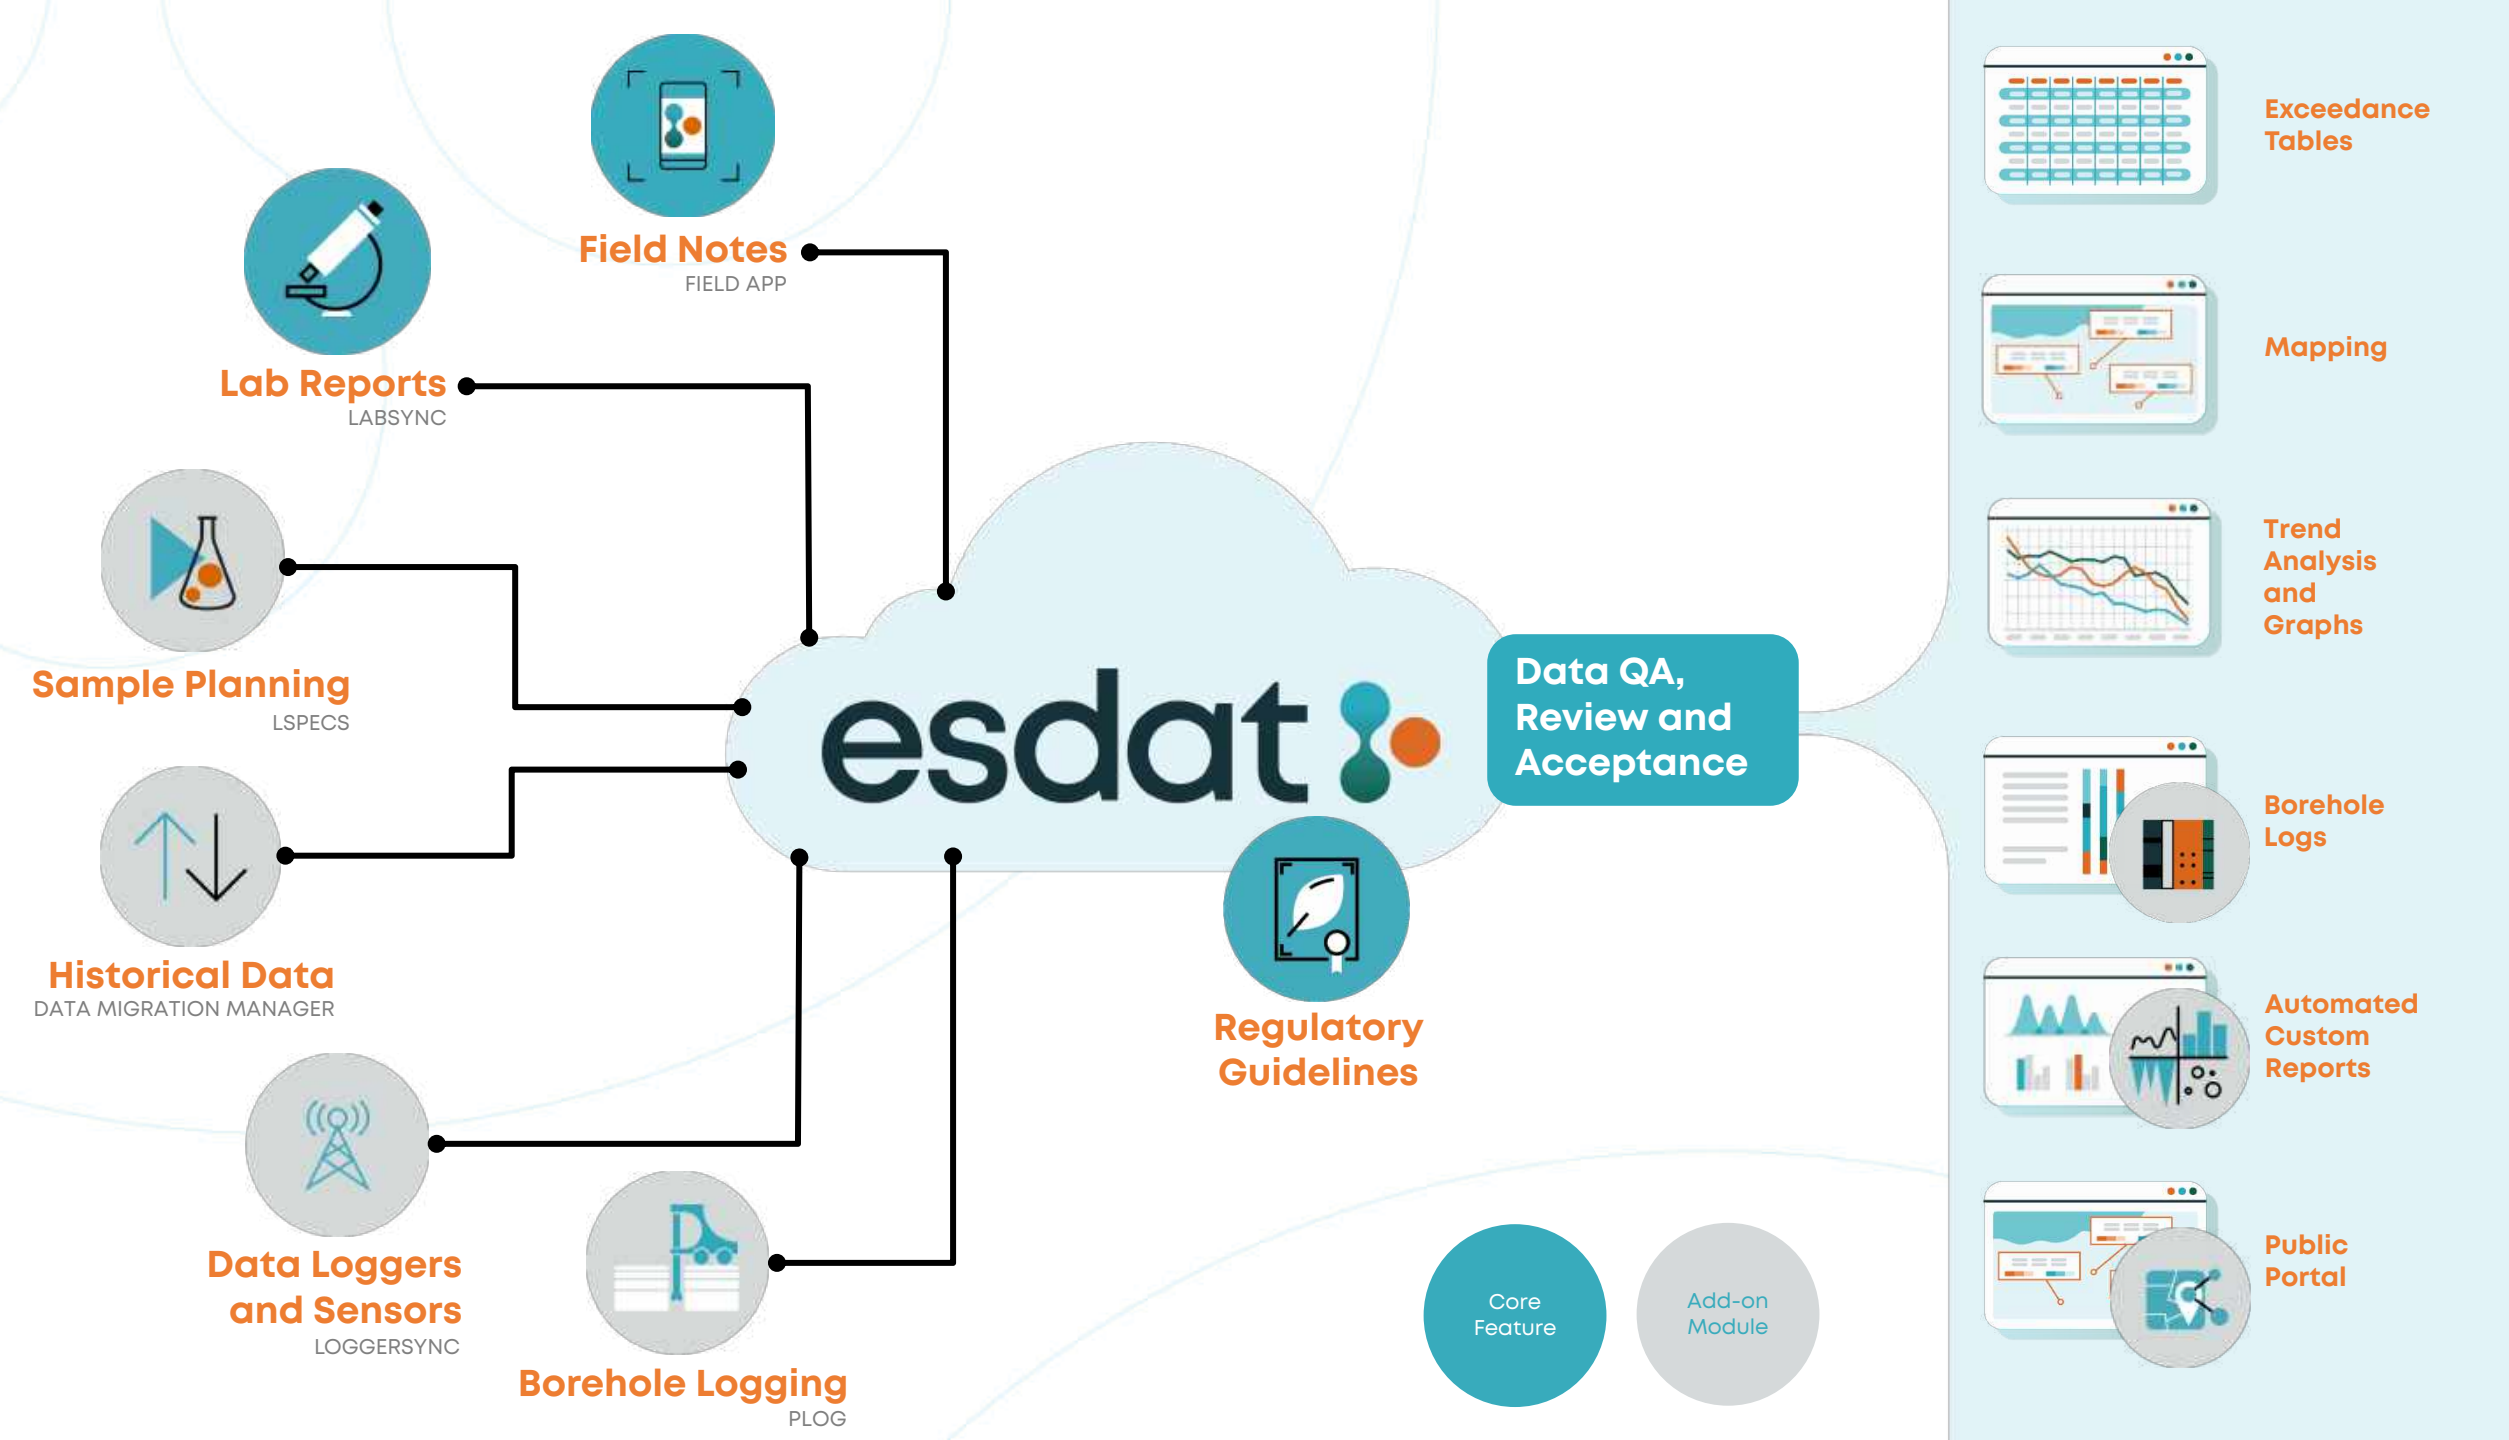 Field Notes
FIELD APP
Lab Reports
LABSYNC
Sample Planning
LSPECS
Historical Data
DATA MIGRATION MANAGER
Data Loggers
and Sensors
LOGGERSYNC
Borehole Logging
PLOG
esdat
Data QA,
Review and
Acceptance
Regulatory
Guidelines
Core
Feature
Add-on
Module
Exceedance
Tables
Mapping
Trend
Analysis
and
Graphs
Borehole
Logs
Automated
Custom
Reports
Public
Portal